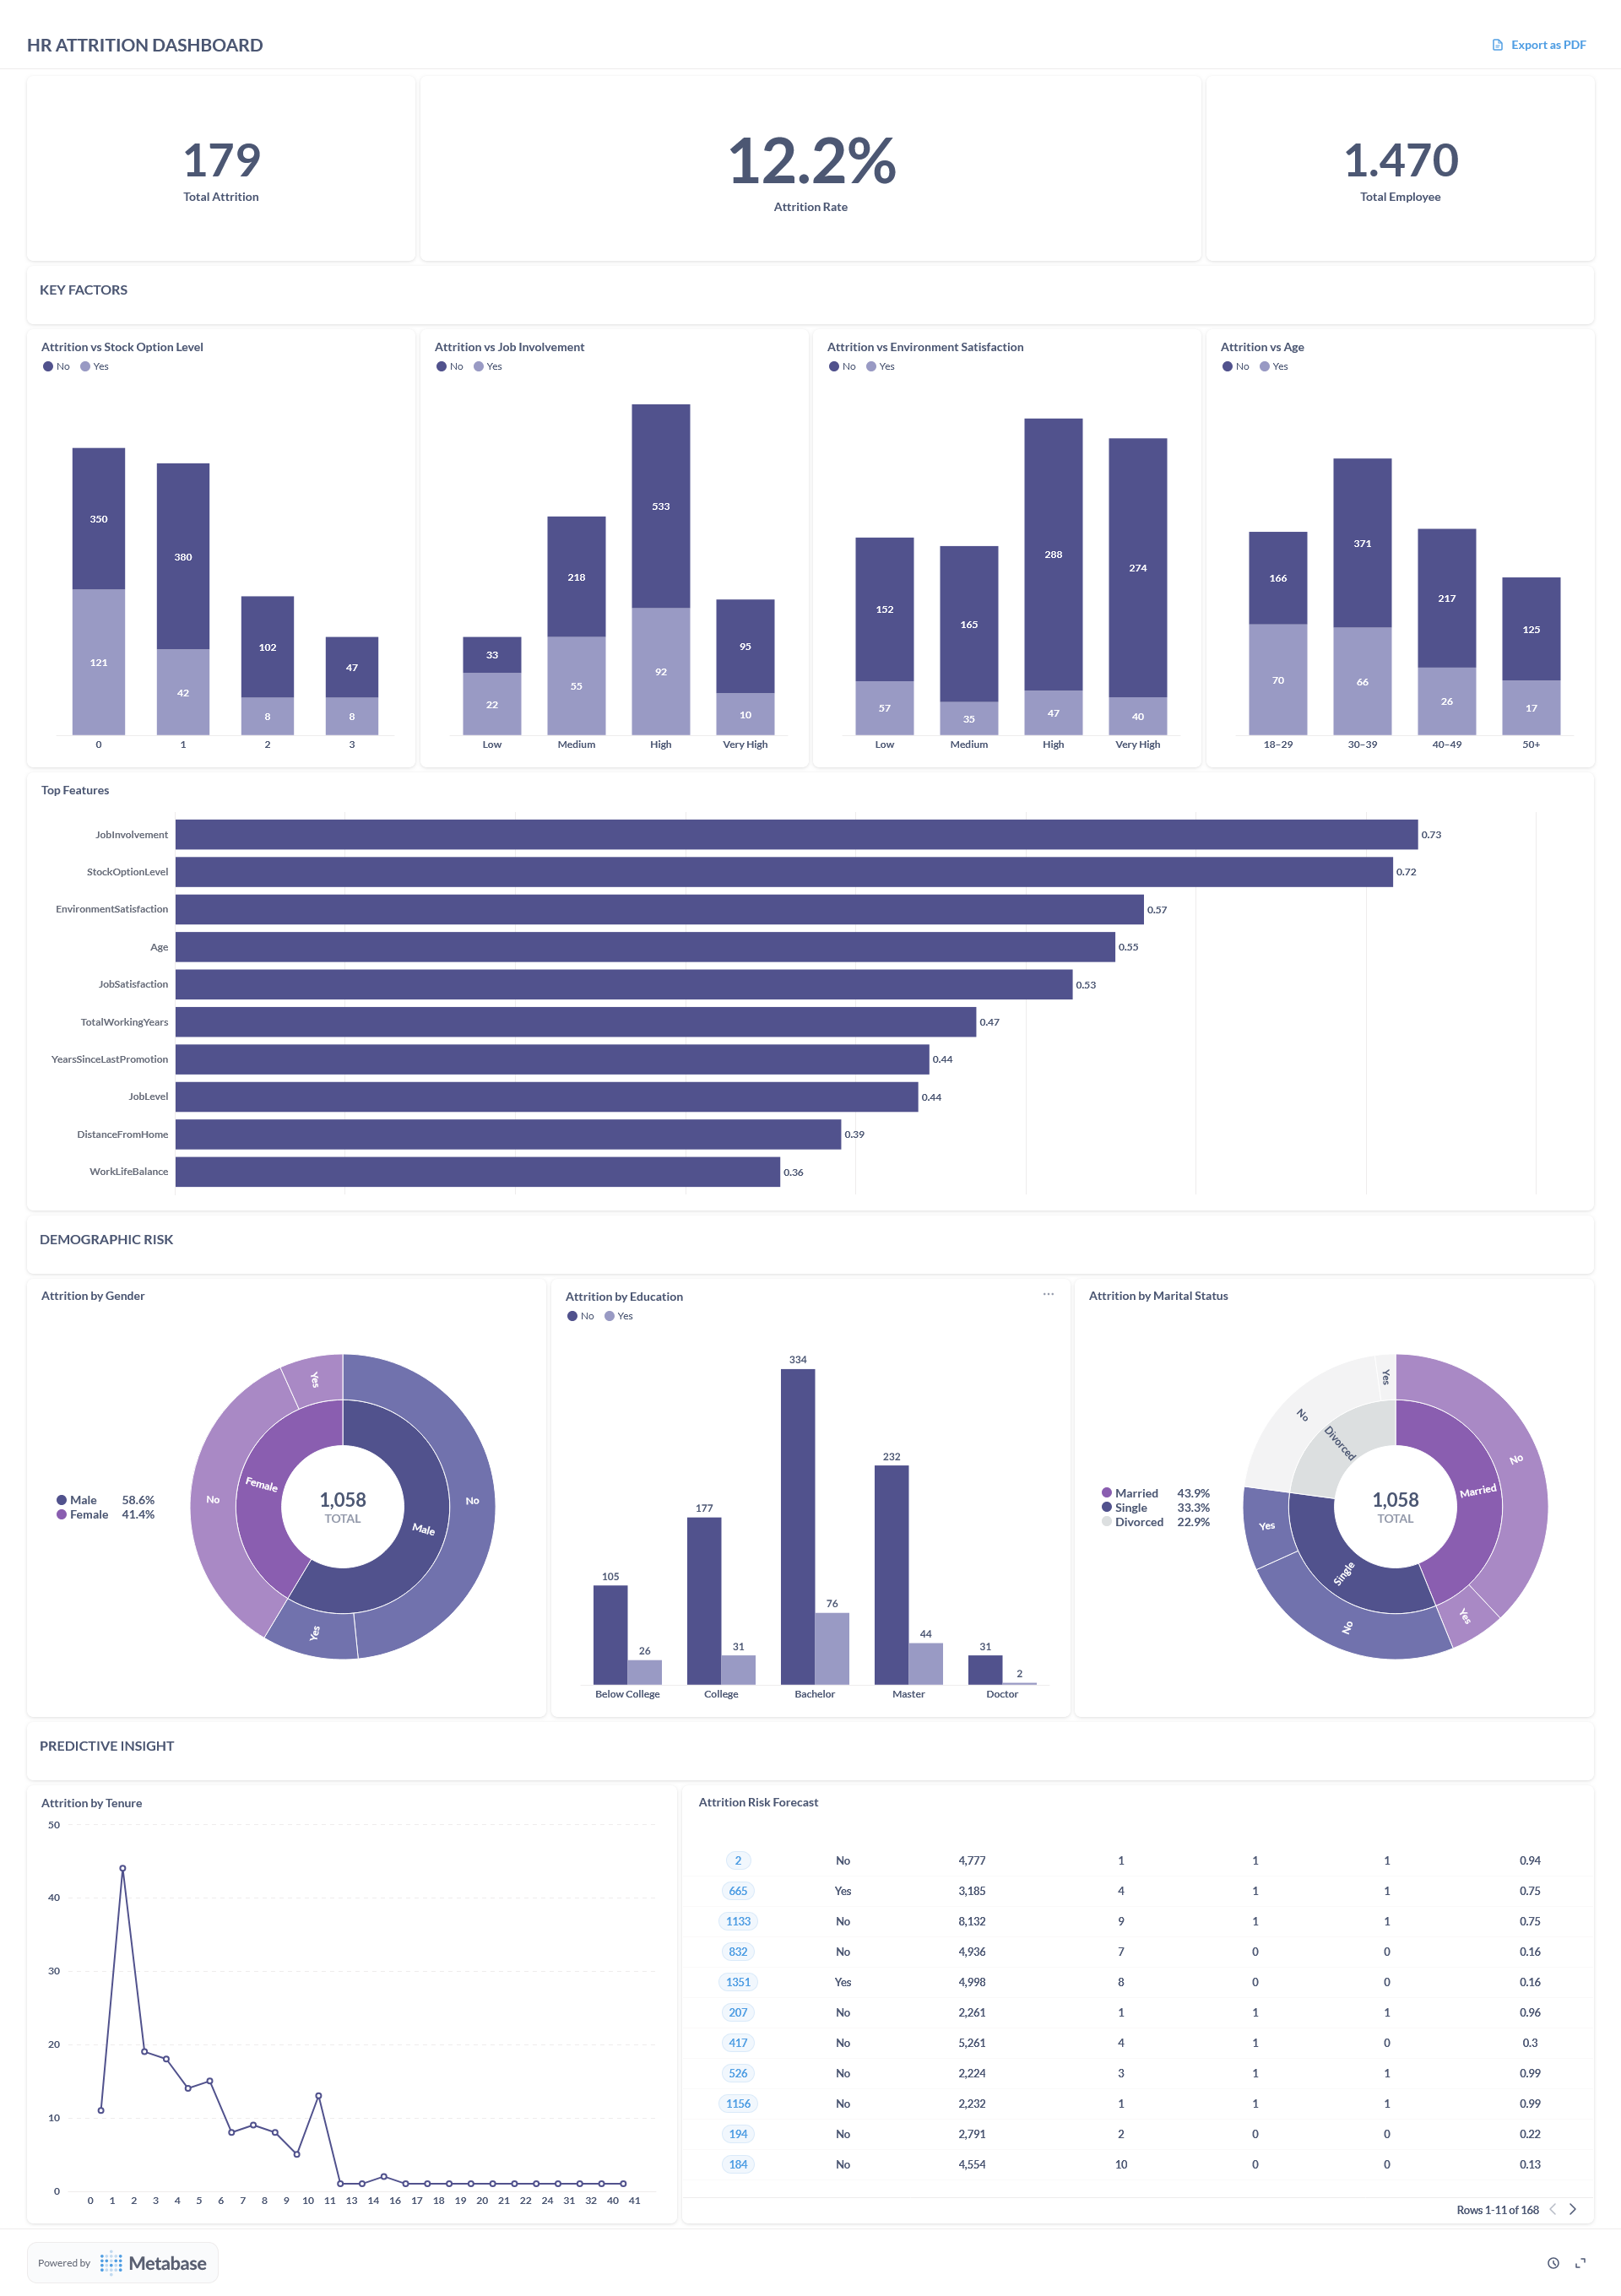 HR ATTRITION DASHBOARD
Export as PDF
179
Total Attrition
12.2%
Attrition Rate
1.470
Total Employee
KEY FACTORS
Attrition vs Stock Option Level
No Yes
350
380
102
47
121
42
8
8
0 1 2 3
Attrition vs Job Involvement
No Yes
533
218
33
95
22
55
92
10
Low Medium High Very High
Attrition vs Environment Satisfaction
No Yes
152
165
288
274
57
35
47
40
Low Medium High Very High
Attrition vs Age
No Yes
166
371
217
125
70
66
26
17
18–29 30–39 40–49 50+
Top Features
JobInvolvement 0.73
StockOptionLevel 0.72
EnvironmentSatisfaction 0.57
Age 0.55
JobSatisfaction 0.53
TotalWorkingYears 0.47
YearsSinceLastPromotion 0.44
JobLevel 0.44
DistanceFromHome 0.39
WorkLifeBalance 0.36
DEMOGRAPHIC RISK
Attrition by Gender
Male 58.6%
Female 41.4%
Yes
No
Female
1,058
TOTAL
Male
No
Yes
Attrition by Education
...
No Yes
105
26
177
31
334
76
232
44
31
2
Below College College Bachelor Master Doctor
Attrition by Marital Status
Married 43.9%
Single 33.3%
Divorced 22.9%
Yes
No
Divorced
No
Married
1,058
TOTAL
Yes
Single
No
Yes
PREDICTIVE INSIGHT
Attrition by Tenure
50
40
30
20
10
0
0 1 2 3 4 5 6 7 8 9 10 11 13 14 16 17 18 19 20 21 22 24 31 32 40 41
Attrition Risk Forecast
2 No 4,777 1 1 1 0.94
665 Yes 3,185 4 1 1 0.75
1133 No 8,132 9 1 1 0.75
832 No 4,936 7 0 0 0.16
1351 Yes 4,998 8 0 0 0.16
207 No 2,261 1 1 1 0.96
417 No 5,261 4 1 0 0.3
526 No 2,224 3 1 1 0.99
1156 No 2,232 1 1 1 0.99
194 No 2,791 2 0 0 0.22
184 No 4,554 10 0 0 0.13
Rows 1-11 of 168
Powered by Metabase